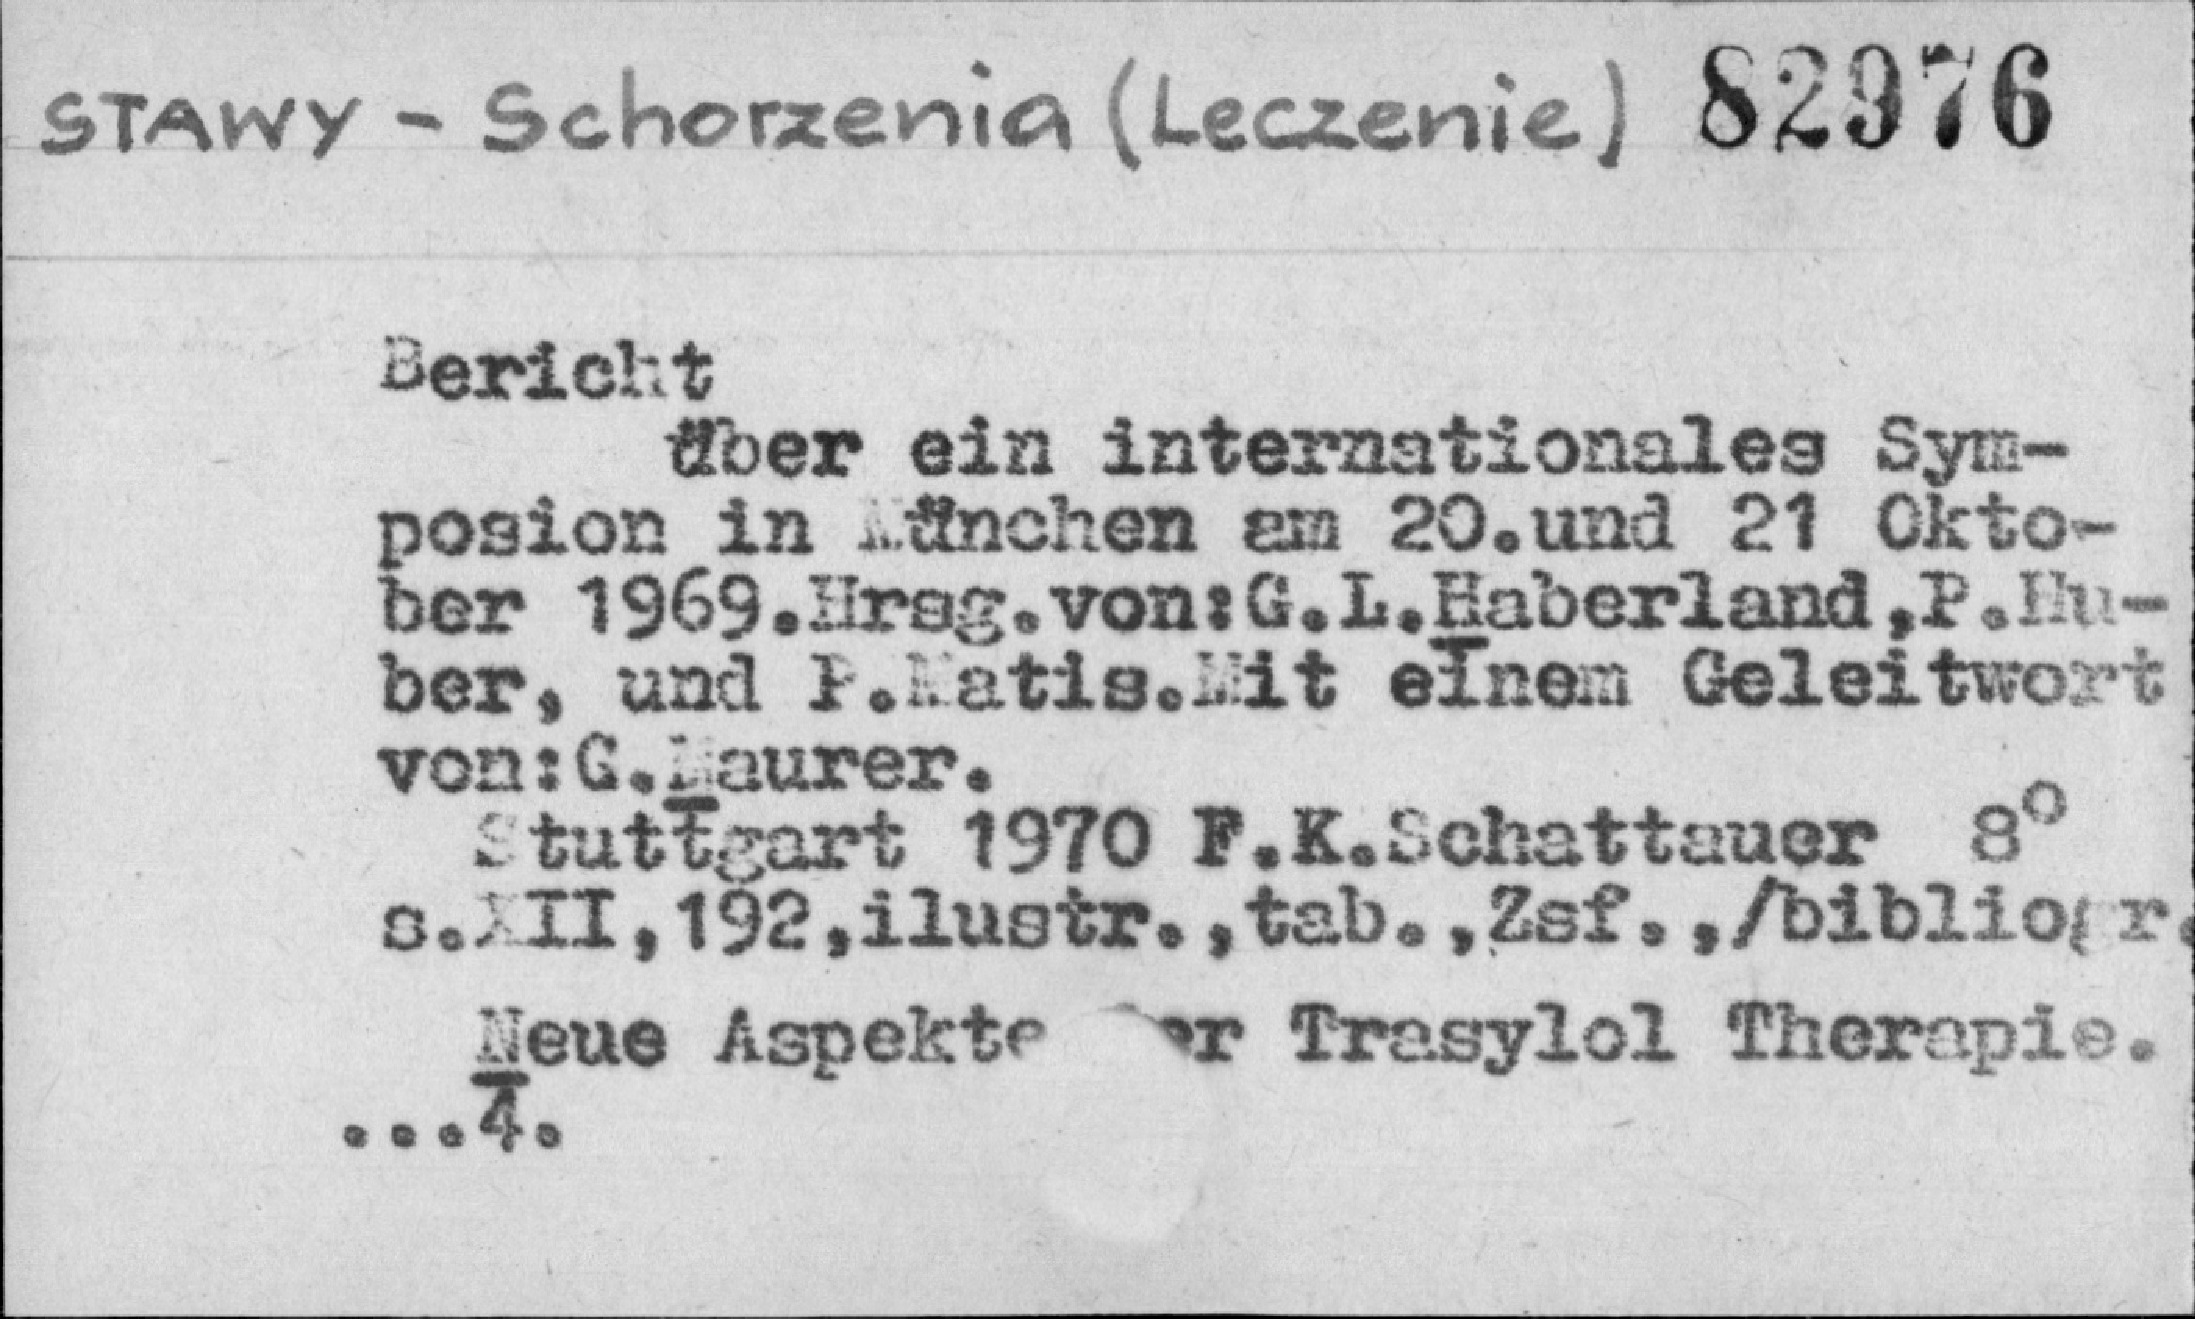 STAWY - Schorzenia (Leczenie) 82976
Bericht
über ein internationales Sym-
posion in München am 20.und 21 Okto-
ber 1969.Hrsg.von:G.L.Haberland,P.Hu-
ber, und P.Matis.Mit einem Geleitwort
von:G.Maurer.
Stuttgart 1970 F.K.Schattauer 8°
s.XII,192,ilustr.,tab.,Zsf.,/bibliogr.
Neue Aspekte der Trasylol Therapie.
...4.